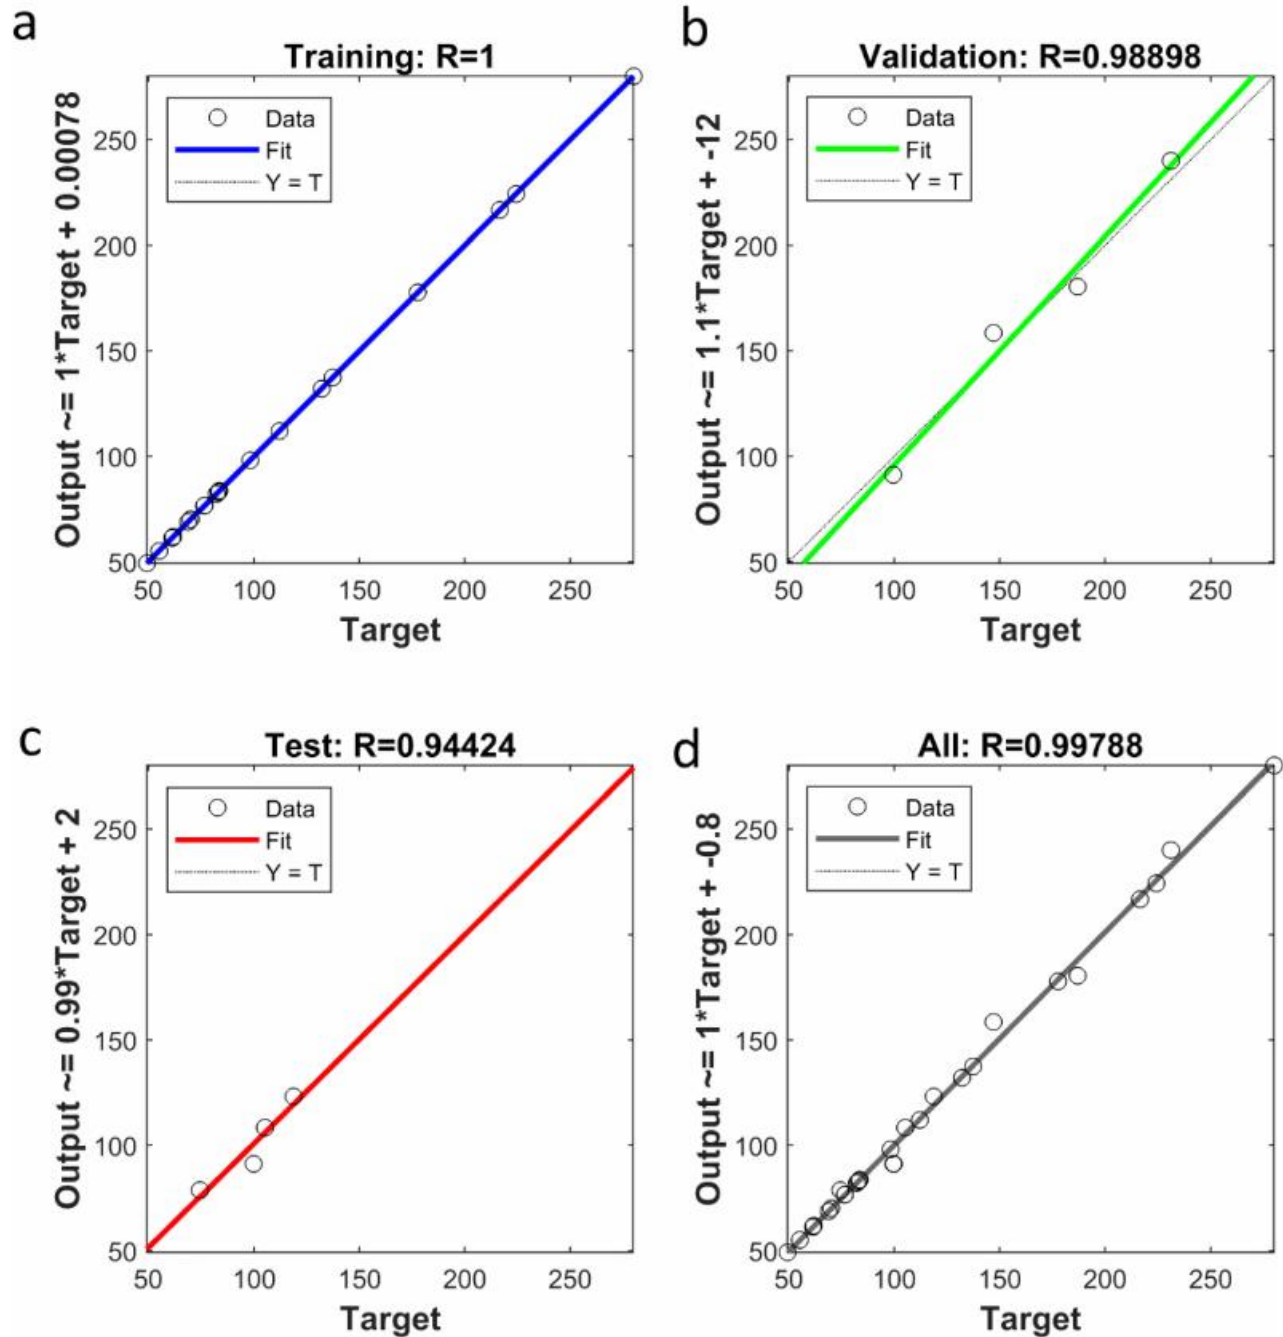 a
Training: R=1
Output ~= 1*Target + 0.00078
Data
Fit
Y = T
250
200
150
100
50
50 100 150 200 250
Target
b
Validation: R=0.98898
Output ~= 1.1*Target + -12
Data
Fit
Y = T
250
200
150
100
50
50 100 150 200 250
Target
c
Test: R=0.94424
Output ~= 0.99*Target + 2
Data
Fit
Y = T
250
200
150
100
50
50 100 150 200 250
Target
d
All: R=0.99788
Output ~= 1*Target + -0.8
Data
Fit
Y = T
250
200
150
100
50
50 100 150 200 250
Target